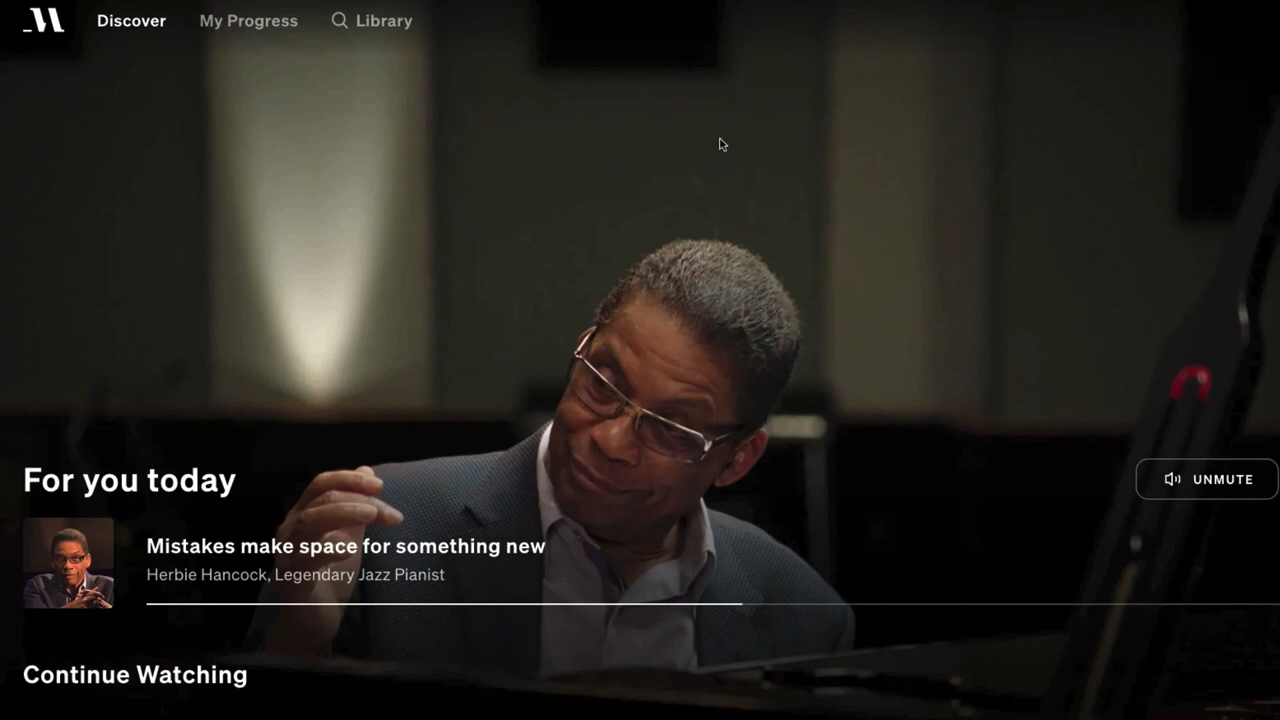 Discover
My Progress
Library
For you today
UNMUTE
Mistakes make space for something new
Herbie Hancock, Legendary Jazz Pianist
Continue Watching